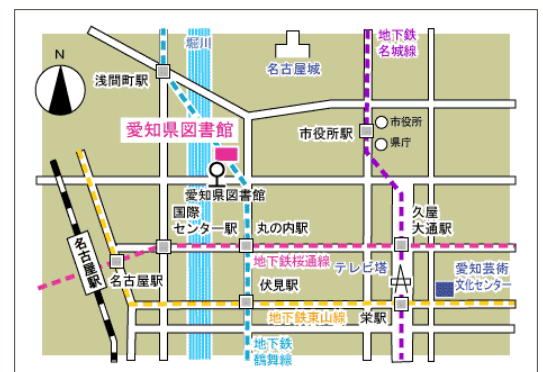 N
堀川
地下鉄
名城線
浅間町駅
名古屋城
愛知県図書館
市役所駅
市役所
県庁
愛知県図書館
国際
センター駅
丸の内駅
久屋
大通駅
名古屋駅
名古屋駅
地下鉄桜通線
テレビ塔
愛知芸術
文化センター
伏見駅
地下鉄東山線
栄駅
地下鉄
鶴舞線